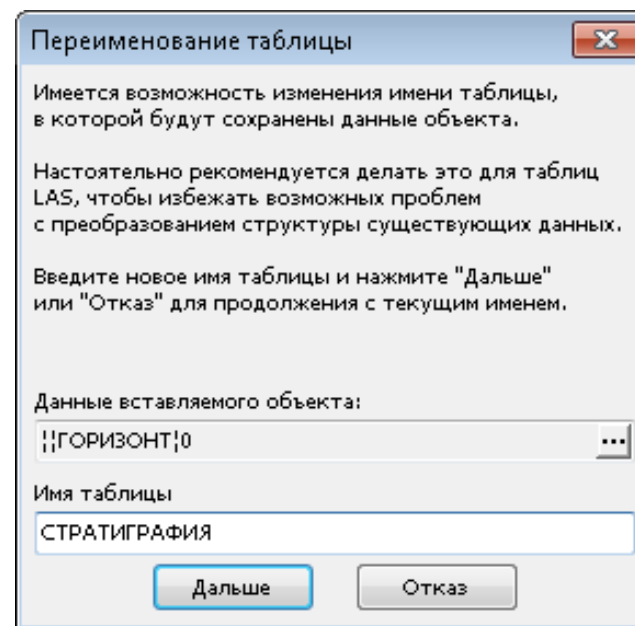 Переименование таблицы
Имеется возможность изменения имени таблицы,
в которой будут сохранены данные объекта.
Настоятельно рекомендуется делать это для таблиц
LAS, чтобы избежать возможных проблем
с преобразованием структуры существующих данных.
Введите новое имя таблицы и нажмите "Дальше"
или "Отказ" для продолжения с текущим именем.
Данные вставляемого объекта:
¦¦ГОРИЗОНТ¦0
...
Имя таблицы
СТРАТИГРАФИЯ
Дальше Отказ